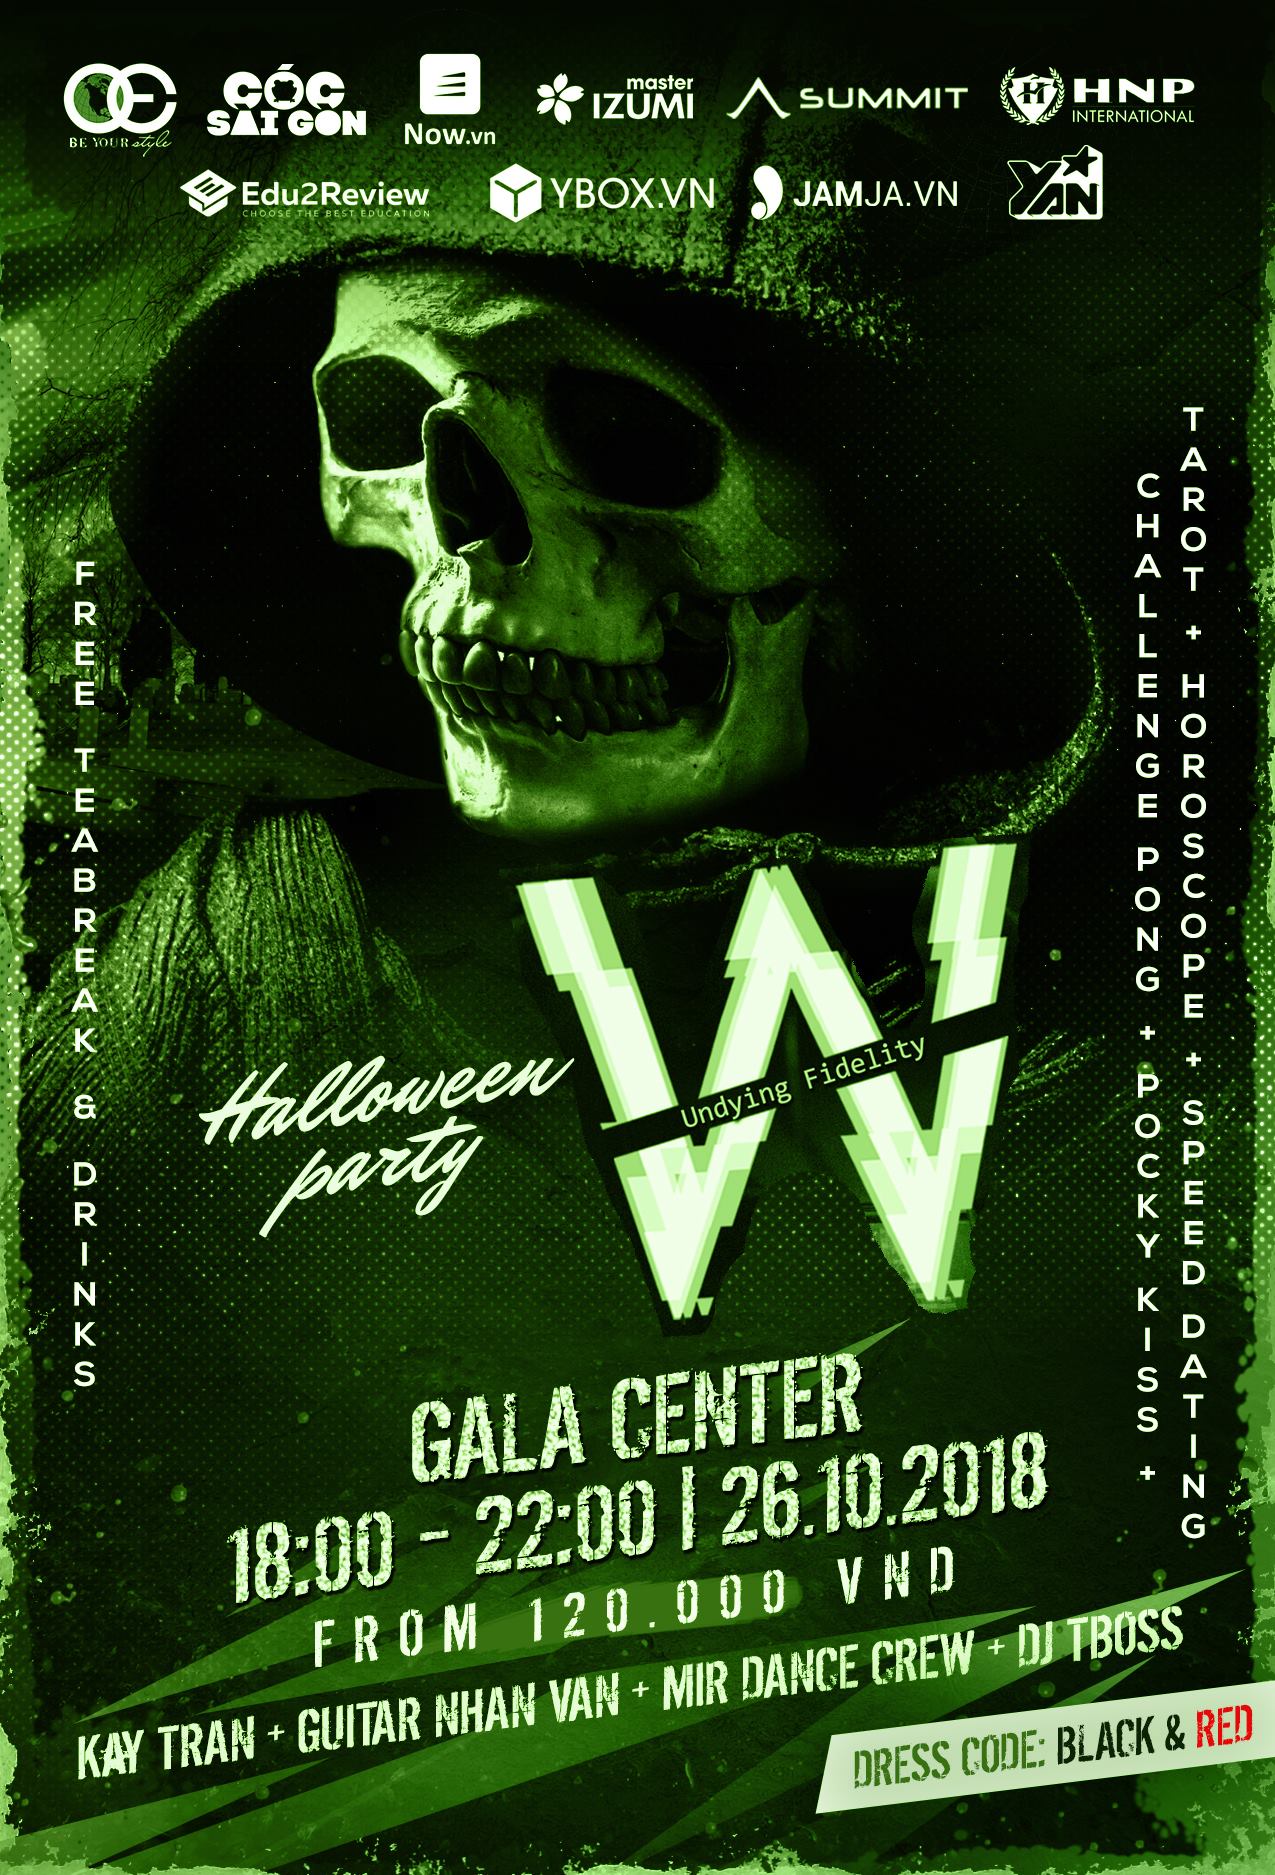 OE
BE YOUR style
CÓC
SAI GON
Now.vn
master
IZUMI
SUMMIT
HNP
INTERNATIONAL
Edu2Review
CHOOSE THE BEST EDUCATION
YBOX.VN
JAMJA.VN
YAN
FREE TEABREAK & DRINKS
TAROT + HOROSCOPE + SPEED DATING
CHALLENGE PONG + POCKY KISS +
Halloween
party
W
Undying Fidelity
GALA CENTER
18:00 - 22:00 | 26.10.2018
FROM 120.000 VND
KAY TRAN + GUITAR NHAN VAN + MIR DANCE CREW + DJ TBOSS
DRESS CODE: BLACK & RED